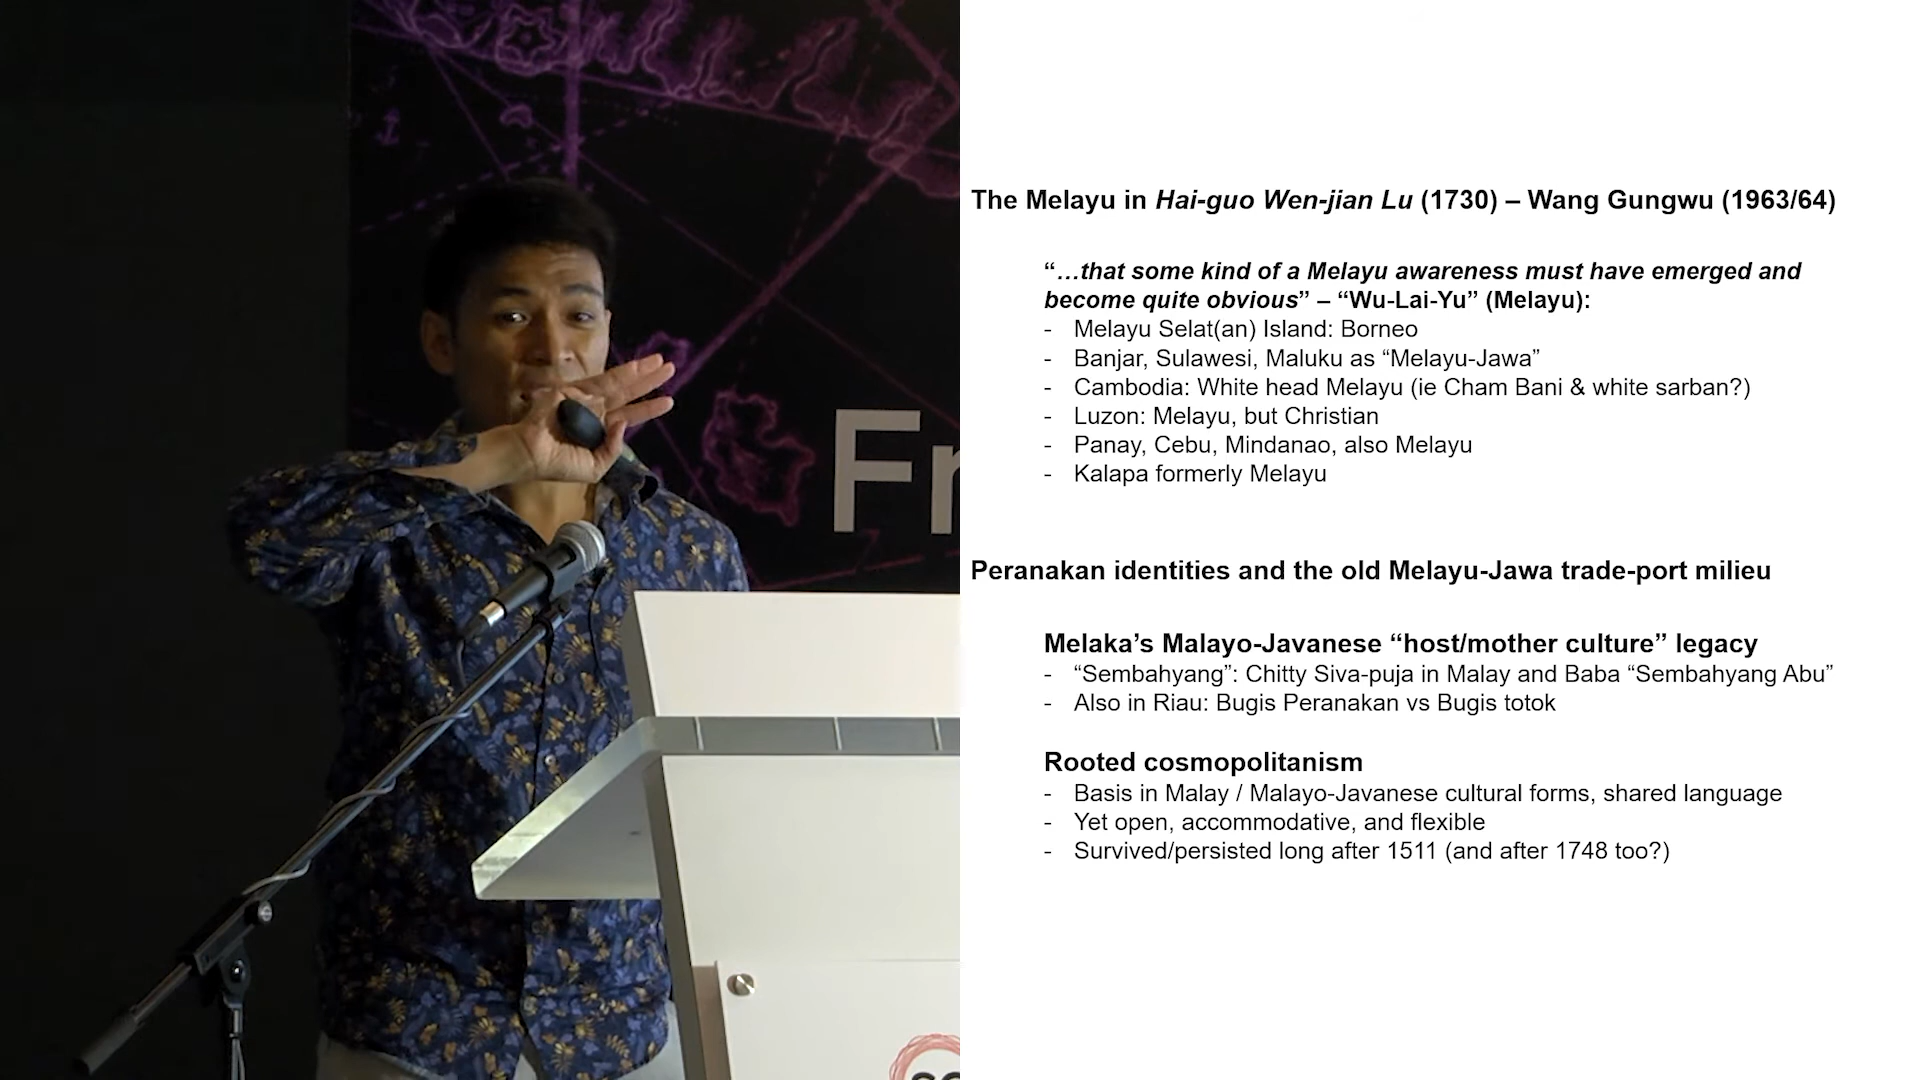 Fr
The Melayu in Hai-guo Wen-jian Lu (1730) – Wang Gungwu (1963/64)
“…that some kind of a Melayu awareness must have emerged and
become quite obvious” – “Wu-Lai-Yu” (Melayu):
- Melayu Selat(an) Island: Borneo
- Banjar, Sulawesi, Maluku as “Melayu-Jawa”
- Cambodia: White head Melayu (ie Cham Bani & white sarban?)
- Luzon: Melayu, but Christian
- Panay, Cebu, Mindanao, also Melayu
- Kalapa formerly Melayu
Peranakan identities and the old Melayu-Jawa trade-port milieu
Melaka’s Malayo-Javanese “host/mother culture” legacy
- “Sembahyang”: Chitty Siva-puja in Malay and Baba “Sembahyang Abu”
- Also in Riau: Bugis Peranakan vs Bugis totok
Rooted cosmopolitanism
- Basis in Malay / Malayo-Javanese cultural forms, shared language
- Yet open, accommodative, and flexible
- Survived/persisted long after 1511 (and after 1748 too?)